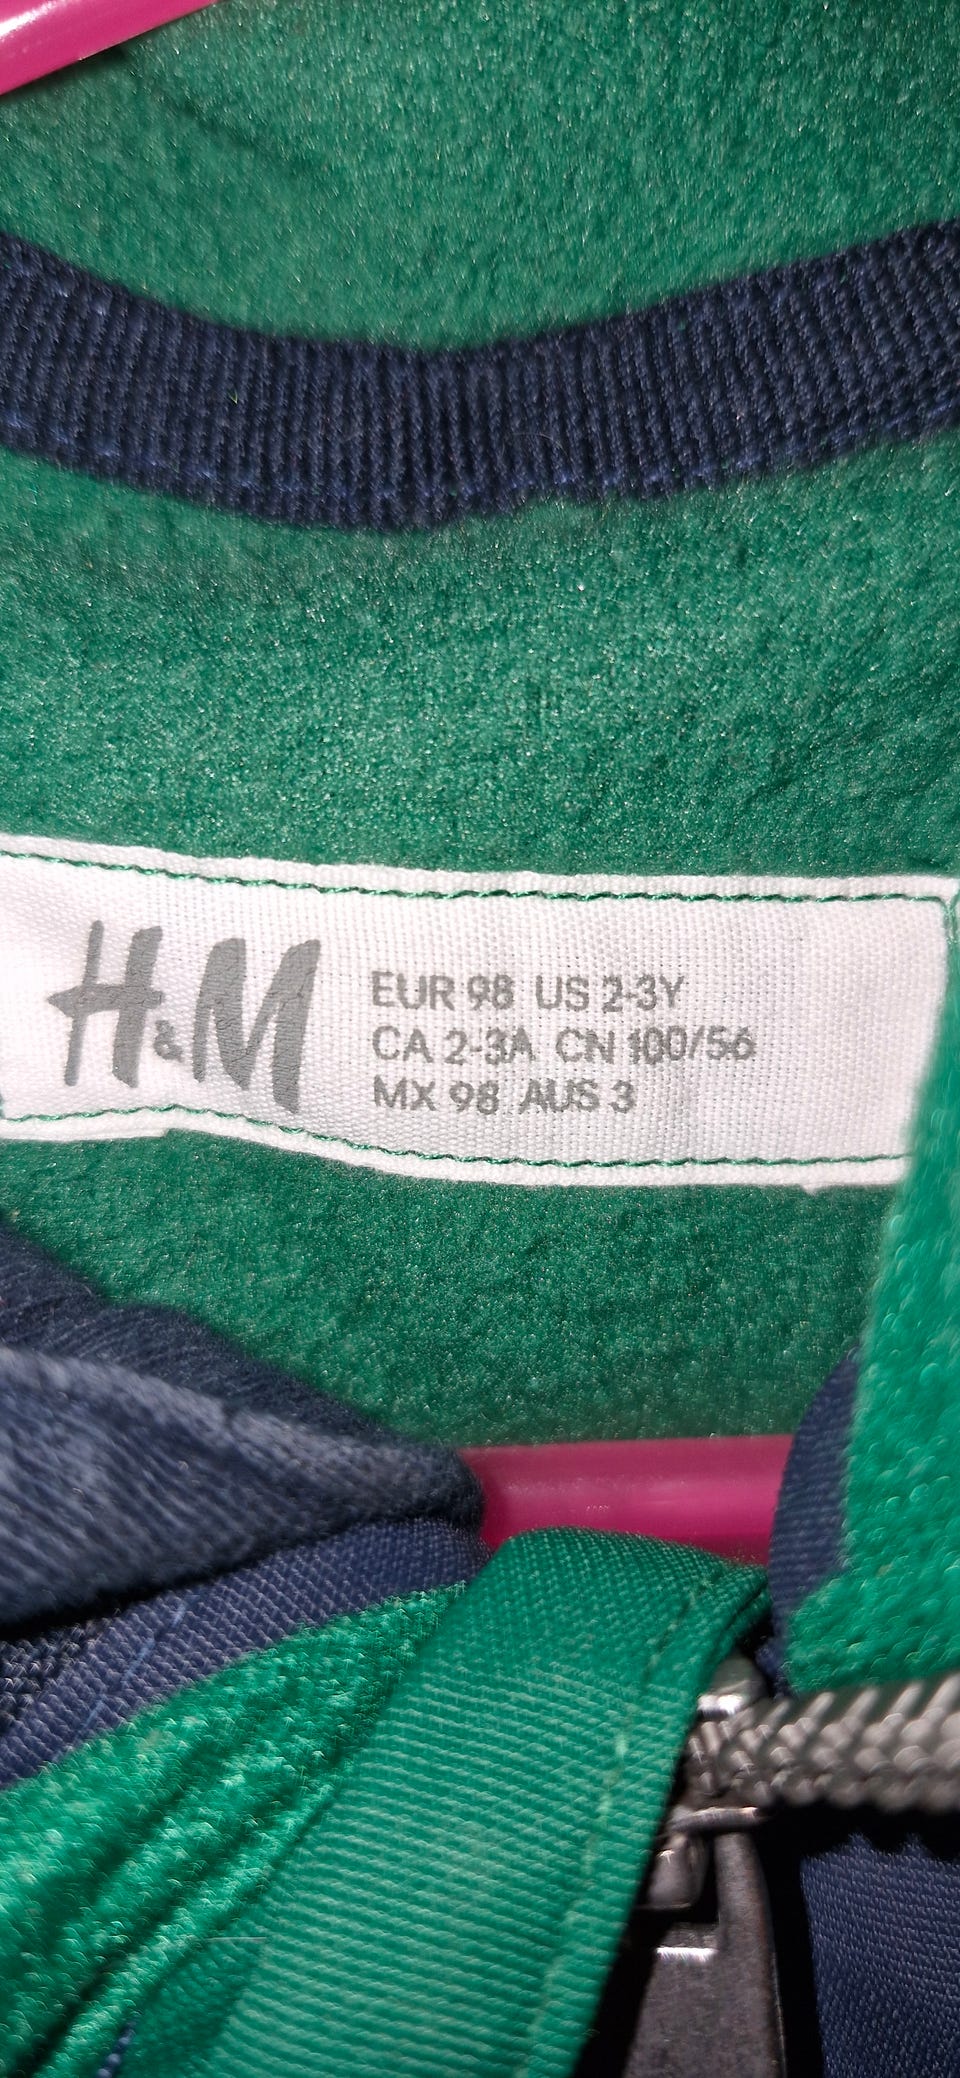 H&M
EUR 98 US 2-3Y
CA 2-3A CN 100/56
MX 98 AUS 3